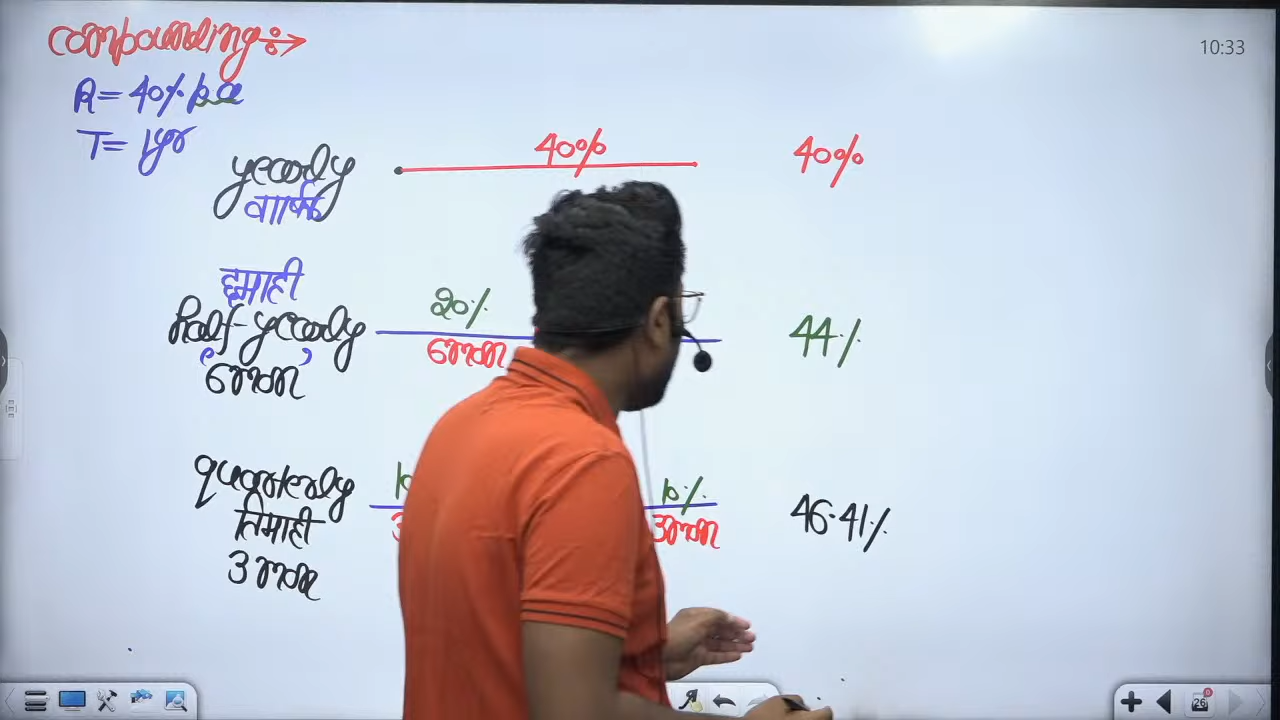 compounding ÷→
10:33
R = 40% p.a
T = 1yr
yearly 40% 40%
वार्षिक
छमाही
half-yearly 20% 44%
6mon 6mon
quarterly 10% 46.41%
तिमाही 3mon
3mon
26